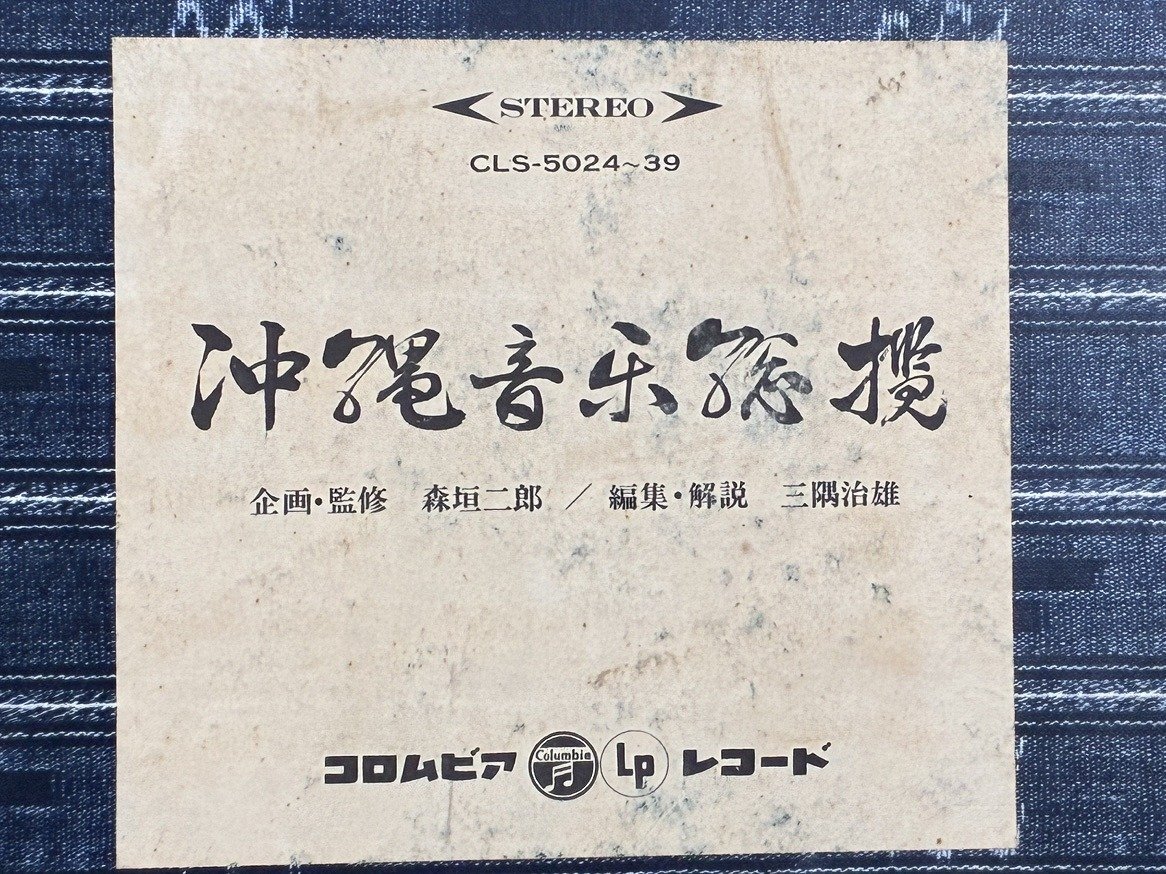 STEREO
CLS-5024~39
沖縄音乐総攬
企画・監修 森垣二郎 / 編集・解説 三隅治雄
コロムビア Columbia Lp レコード